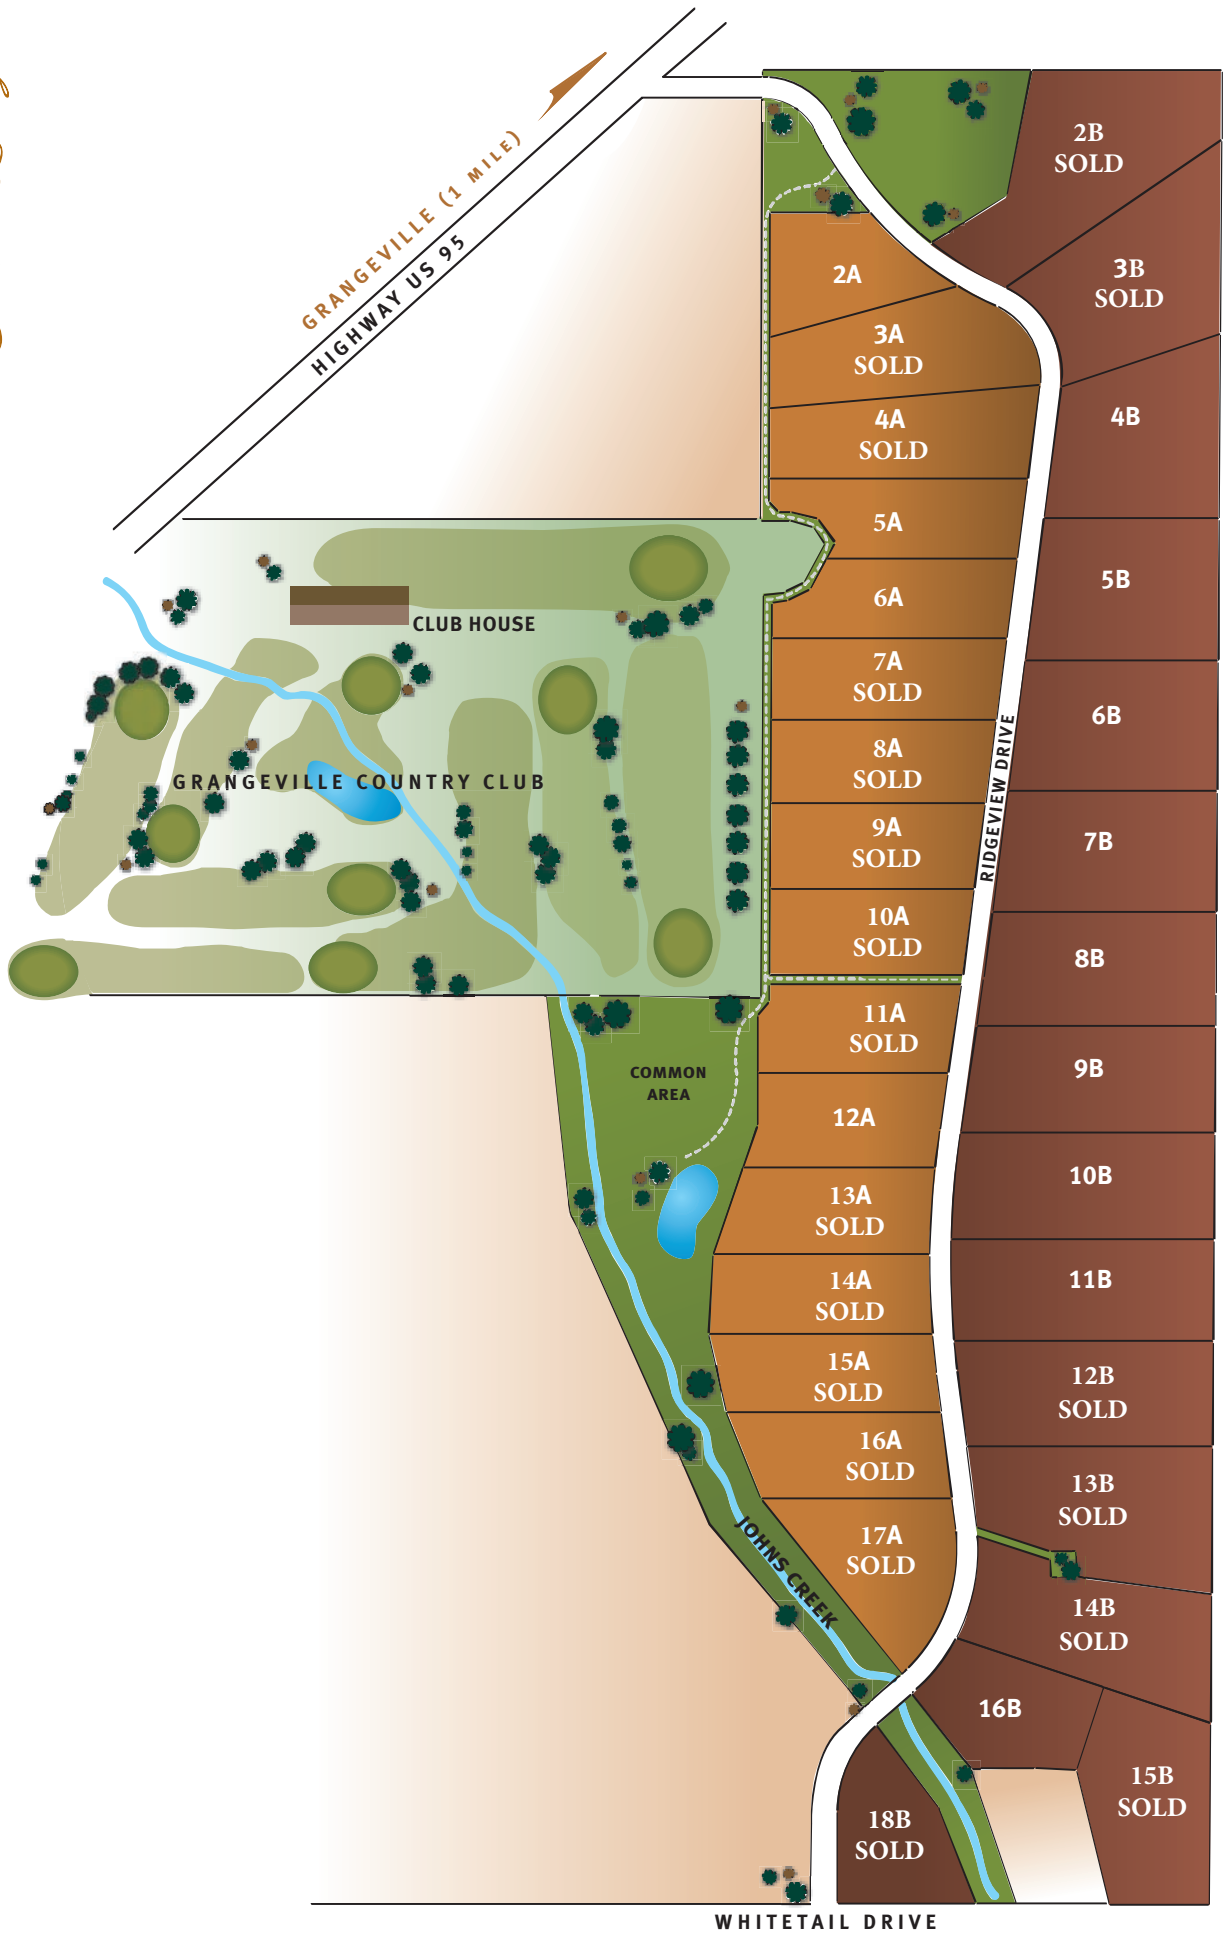 GRANGEVILLE (1 MILE)
HIGHWAY US 95
2B
SOLD
3B
SOLD
2A
3A
SOLD
4A
SOLD
4B
5A
5B
6A
CLUB HOUSE
7A
SOLD
6B
8A
SOLD
GRANGEVILLE COUNTRY CLUB
RIDGEVIEW DRIVE
9A
SOLD
7B
10A
SOLD
8B
11A
SOLD
COMMON
AREA
9B
12A
10B
13A
SOLD
11B
14A
SOLD
15A
SOLD
12B
SOLD
16A
SOLD
13B
SOLD
17A
SOLD
JOHNS CREEK
14B
SOLD
16B
15B
SOLD
18B
SOLD
WHITETAIL DRIVE